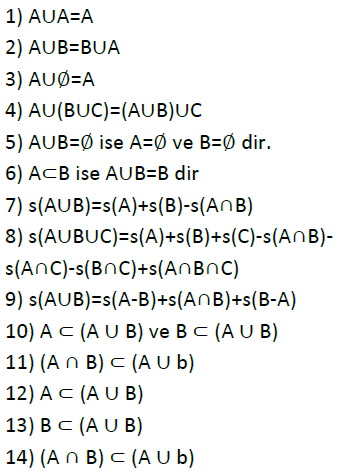 1) A∪A=A
2) A∪B=B∪A
3) A∪Ø=A
4) A∪(B∪C)=(A∪B)∪C
5) A∪B=Ø ise A=Ø ve B=Ø dir.
6) A⊂B ise A∪B=B dir
7) s(A∪B)=s(A)+s(B)-s(A∩B)
8) s(A∪B∪C)=s(A)+s(B)+s(C)-s(A∩B)-
s(A∩C)-s(B∩C)+s(A∩B∩C)
9) s(A∪B)=s(A-B)+s(A∩B)+s(B-A)
10) A ⊂ (A ∪ B) ve B ⊂ (A ∪ B)
11) (A ∩ B) ⊂ (A ∪ b)
12) A ⊂ (A ∪ B)
13) B ⊂ (A ∪ B)
14) (A ∩ B) ⊂ (A ∪ b)